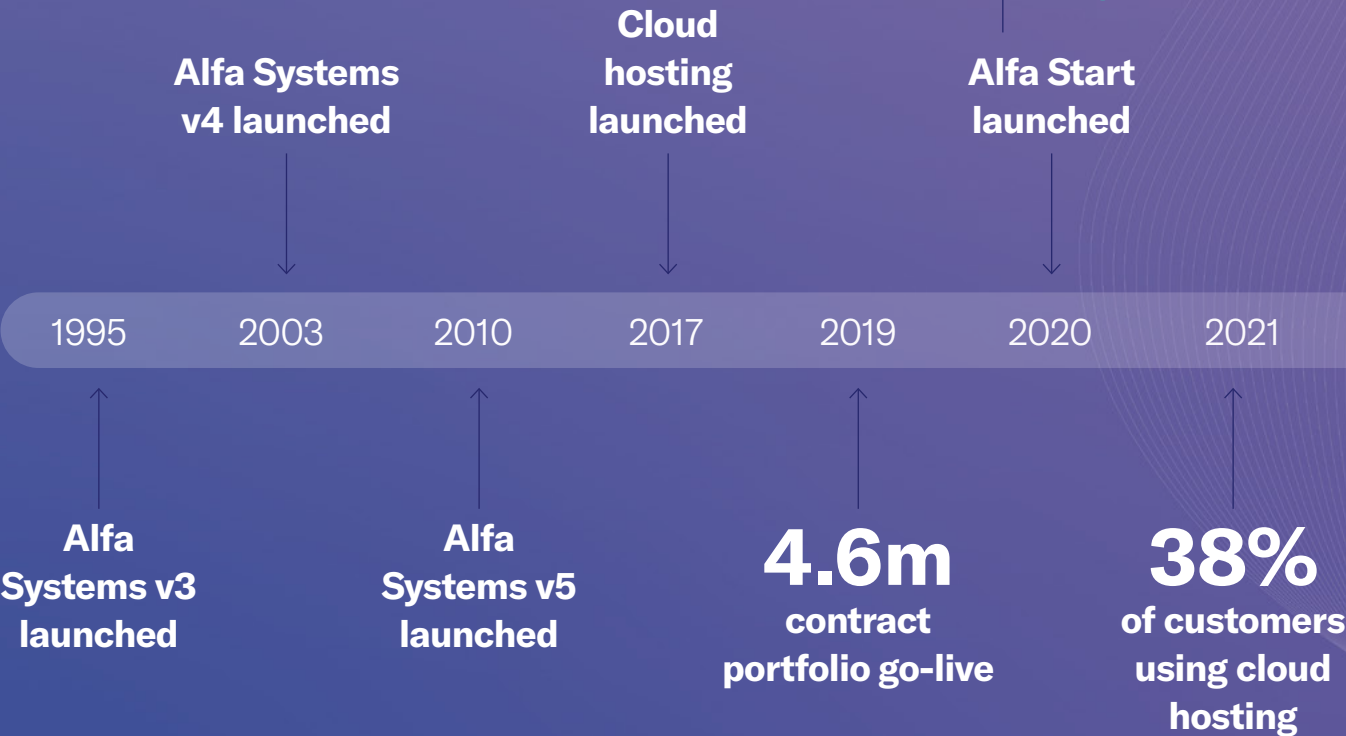 Alfa Systems
v4 launched
Cloud
hosting
launched
Alfa Start
launched
1995
2003
2010
2017
2019
2020
2021
Alfa
Systems v3
launched
Alfa
Systems v5
launched
4.6m
contract
portfolio go-live
38%
of customers
using cloud
hosting